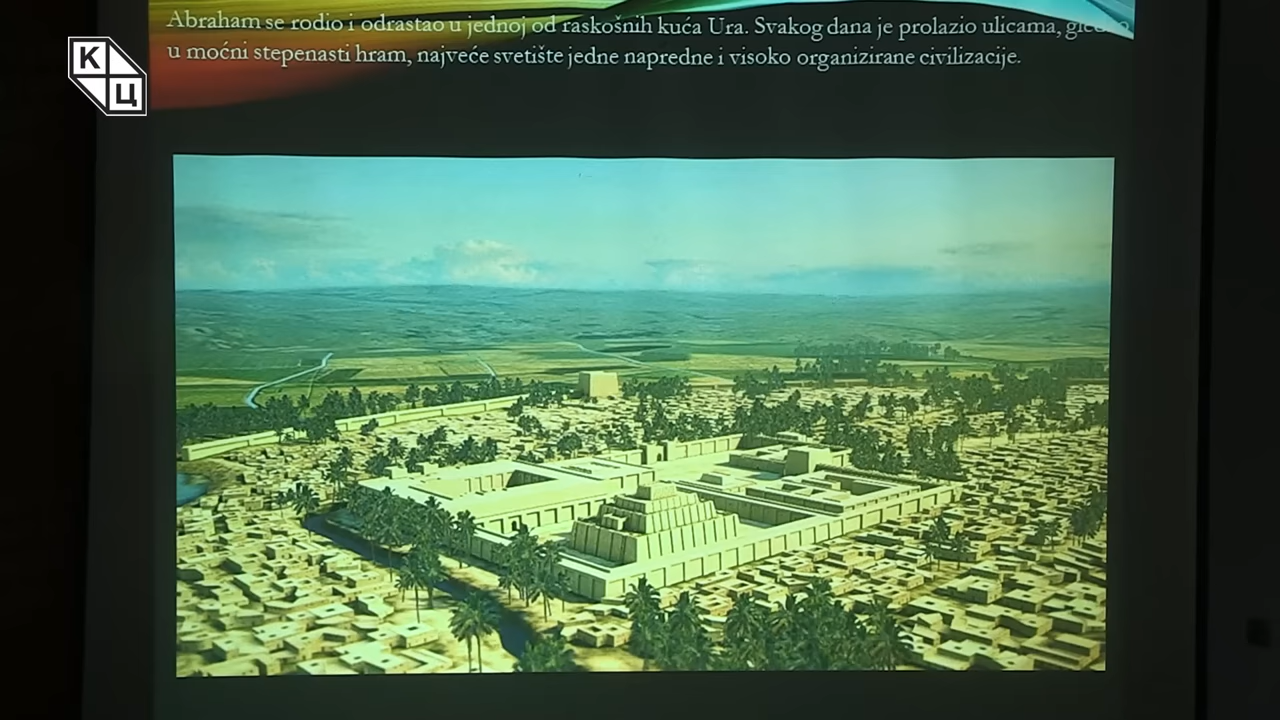 Abraham se rodio i odrastao u jednoj od raskošnih kuća Ura. Svakog dana je prolazio ulicama,
u moćni stepenasti hram, najveće svetište jedne napredne i visoko organizirane civilizacije.
К
Ц